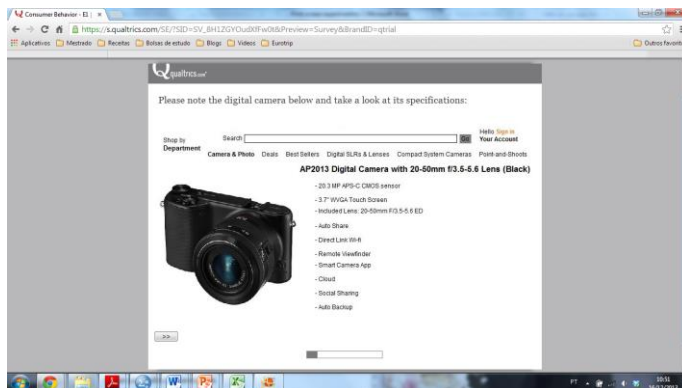 Consumer Behavior - E1
https://s.qualtrics.com/SE/?SID=SV_8H1ZGYOudXfFw0t&Preview=Survey&BrandID=qtrial
Aplicativos Mestrado Receitas Bolsas de estudo Blogs Videos Eurotrip Outros favorit
qualtrics.com
Please note the digital camera below and take a look at its specifications:
Shop by
Department
Search Go
Hello Sign in
Your Account
Camera & Photo Deals Best Sellers Digital SLRs & Lenses Compad System Cameras Point-and-Shoots
AP2013 Digital Camera with 20-50mm f/3.5-5.6 Lens (Black)
- 20.3 MP APS-C CMOS sensor
- 3.7" WVGA Touch Screen
- Included Lens: 20-50mm F/3.5-5.6 ED
- Auto Share
- Direct Link Wi-fi
- Remote Viewfinder
- Smart Camera App
- Cloud
- Social Sharing
- Auto Backup
>>
PT 10:51